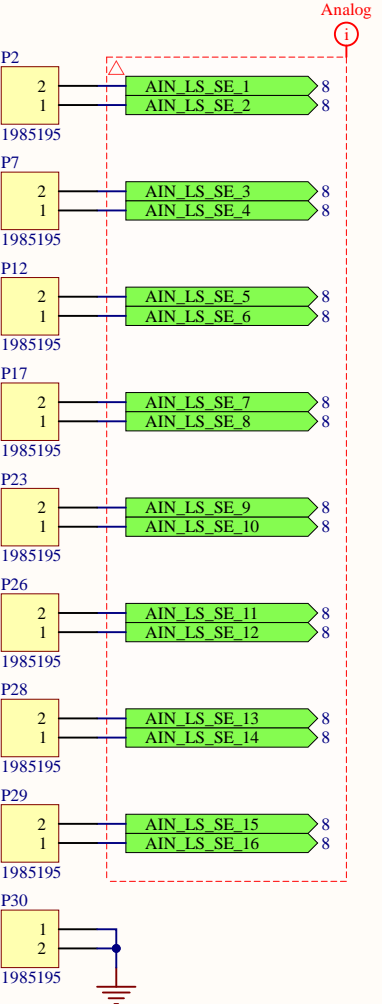 Analog
i
P2
2 AIN_LS_SE_1 8
1 AIN_LS_SE_2 8
1985195
P7
2 AIN_LS_SE_3 8
1 AIN_LS_SE_4 8
1985195
P12
2 AIN_LS_SE_5 8
1 AIN_LS_SE_6 8
1985195
P17
2 AIN_LS_SE_7 8
1 AIN_LS_SE_8 8
1985195
P23
2 AIN_LS_SE_9 8
1 AIN_LS_SE_10 8
1985195
P26
2 AIN_LS_SE_11 8
1 AIN_LS_SE_12 8
1985195
P28
2 AIN_LS_SE_13 8
1 AIN_LS_SE_14 8
1985195
P29
2 AIN_LS_SE_15 8
1 AIN_LS_SE_16 8
1985195
P30
1
2
1985195